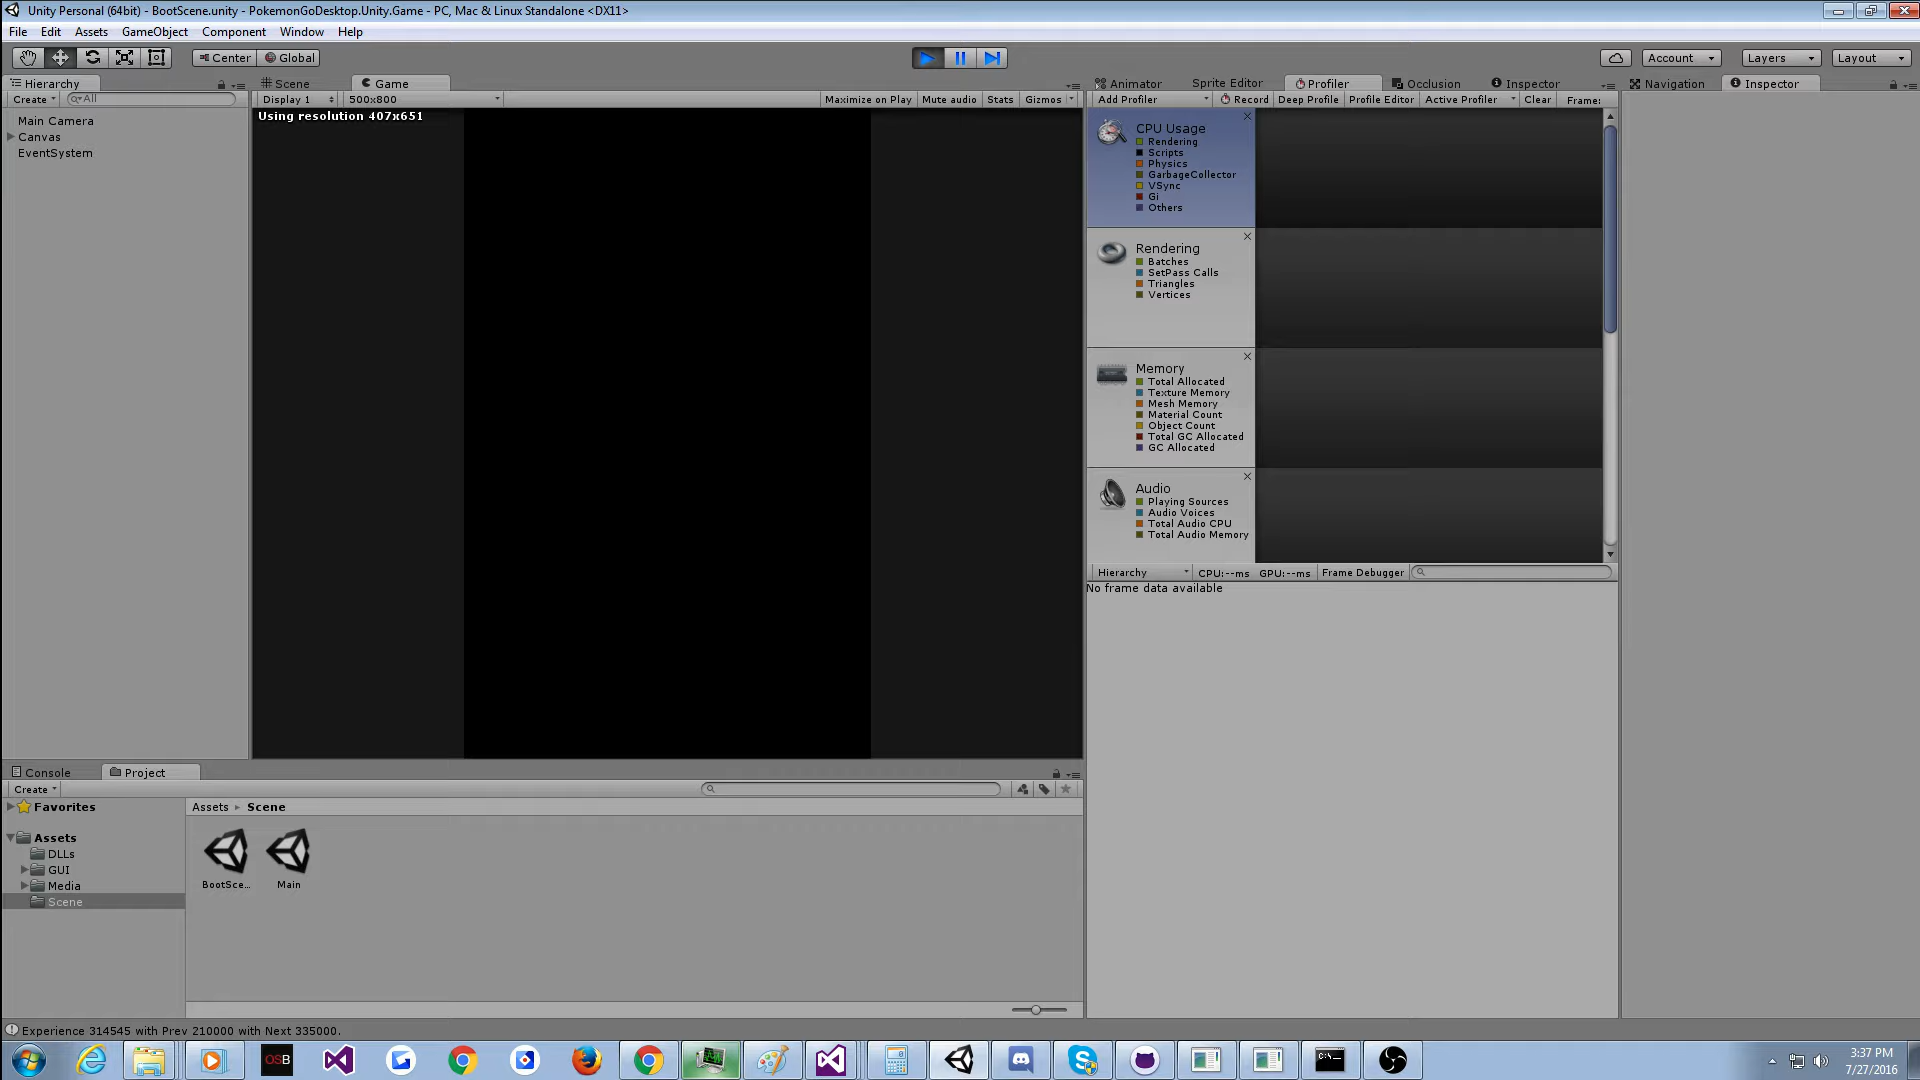 Unity Personal (64bit) - BootScene.unity - PokemonGoDesktop.Unity.Game - PC, Mac & Linux Standalone <DX11>
File Edit Assets GameObject Component Window Help
Center Global Account Layers Layout
Hierarchy Scene Game Animator Sprite Editor Profiler Occlusion Inspector Navigation Inspector
Create All Display 1 500x800 Maximize on Play Mute audio Stats Gizmos Add Profiler Record Deep Profile Profile Editor Active Profiler Clear Frame:
Using resolution 407x651
Main Camera
Canvas
EventSystem
CPU Usage
Rendering
Scripts
Physics
GarbageCollector
VSync
Gi
Others
Rendering
Batches
SetPass Calls
Triangles
Vertices
Memory
Total Allocated
Texture Memory
Mesh Memory
Material Count
Object Count
Total GC Allocated
GC Allocated
Audio
Playing Sources
Audio Voices
Total Audio CPU
Total Audio Memory
Hierarchy CPU:--ms GPU:--ms Frame Debugger
No frame data available
Console Project
Create
Favorites
Assets
DLLs
GUI
Media
Scene
Assets Scene
BootSce... Main
Experience 314545 with Prev 210000 with Next 335000.
OSB
C:\_
3:37 PM
7/27/2016